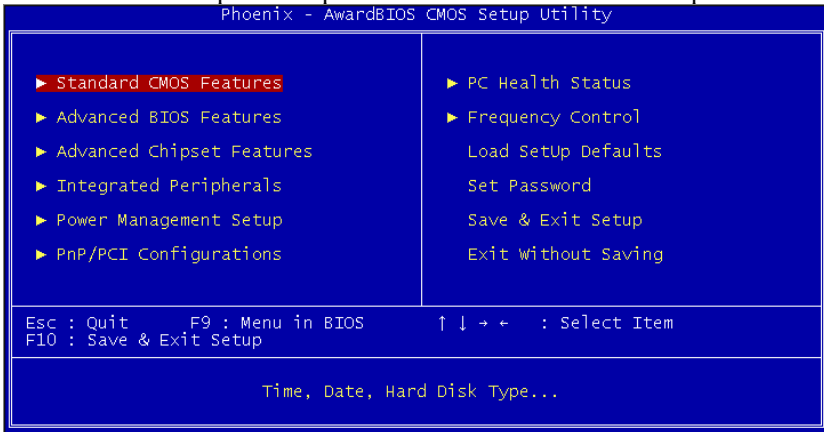 Phoenix - AwardBIOS CMOS Setup Utility
► Standard CMOS Features
► Advanced BIOS Features
► Advanced Chipset Features
► Integrated Peripherals
► Power Management Setup
► PnP/PCI Configurations
► PC Health Status
► Frequency Control
Load SetUp Defaults
Set Password
Save & Exit Setup
Exit Without Saving
Esc : Quit F9 : Menu in BIOS ↑ ↓ → ← : Select Item
F10 : Save & Exit Setup
Time, Date, Hard Disk Type...